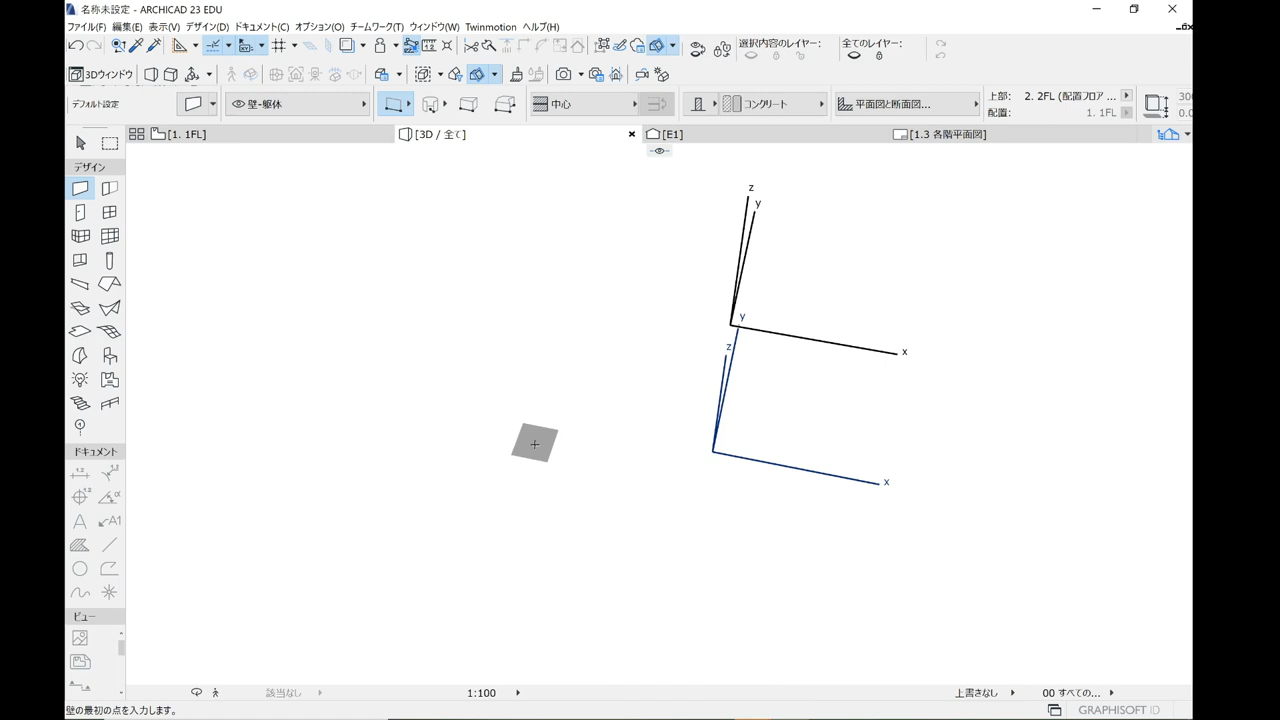 名称未設定 - ARCHICAD 23 EDU
ファイル(F) 編集(E) 表示(V) デザイン(D) ドキュメント(C) オプション(O) チームワーク(T) ウィンドウ(W) Twinmotion ヘルプ(H)
選択内容のレイヤー: 全てのレイヤー:
3Dウィンドウ
デフォルト設定 壁-躯体 中心 コンクリート 平面図と断面図... 上部: 2. 2FL (配置フロア ...
配置: 1. 1FL
[1. 1FL] [3D / 全て] [E1] [1.3 各階平面図]
デザイン
z
y
x
y
z
x
ドキュメント
1.2
1.2
α
A A1
ビュー
該当なし 1:100 上書きなし 00 すべての...
壁の最初の点を入力します。 GRAPHISOFT ID